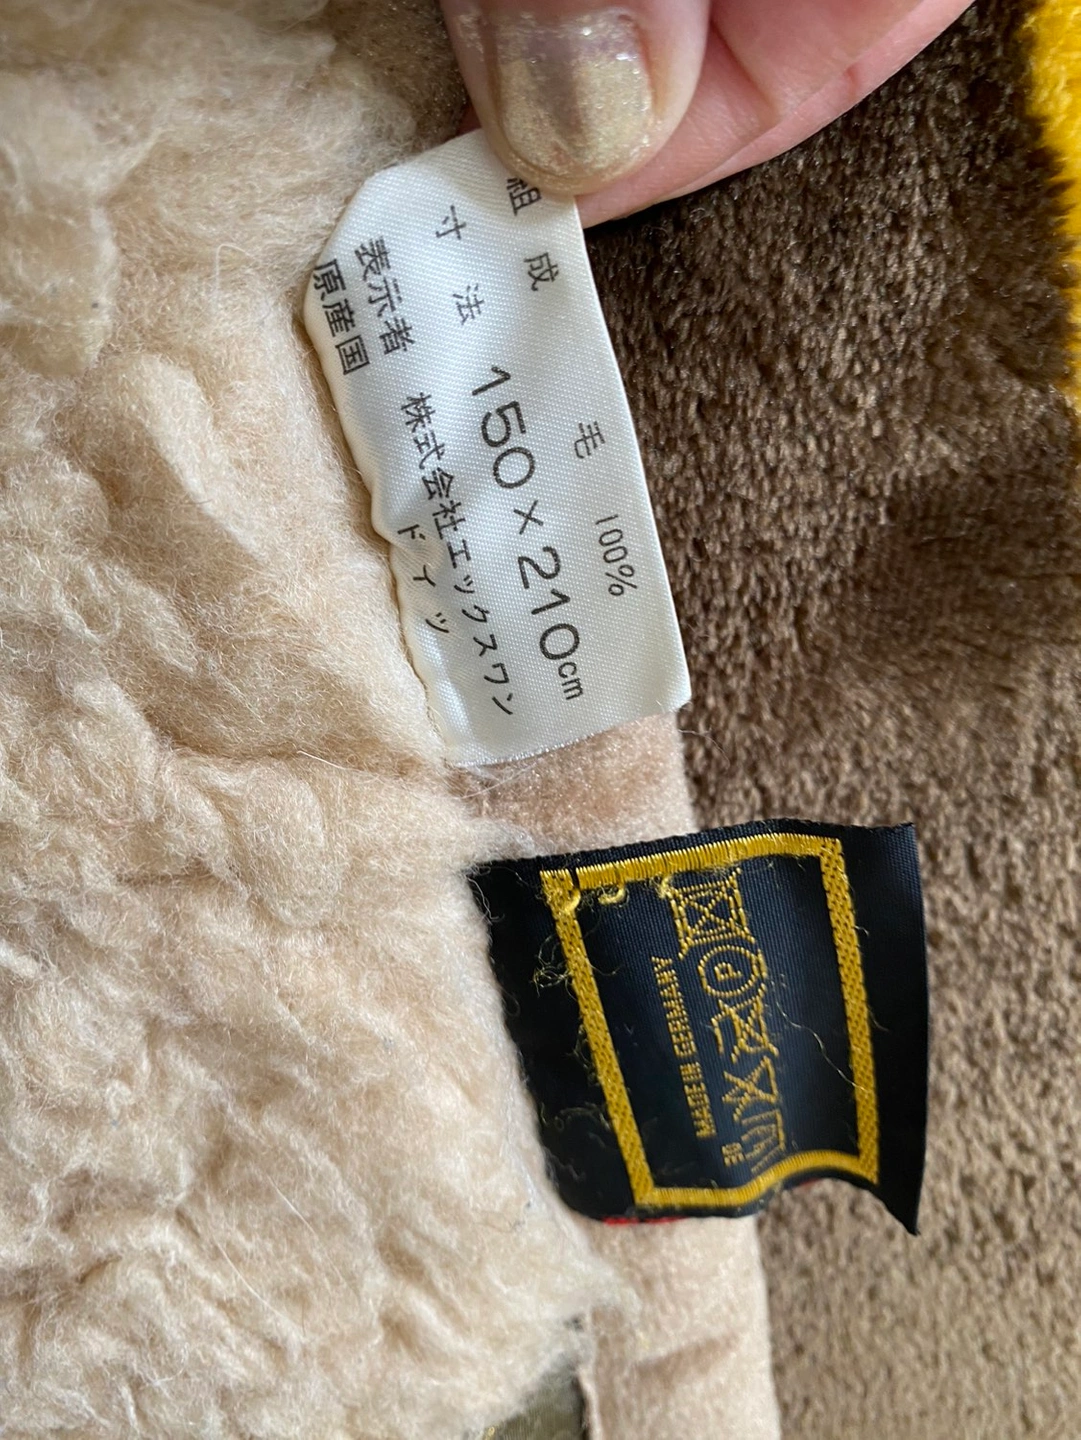 組成 毛 100%
寸法 150×210cm
表示者 株式会社エックスワン
原産国 ドイツ
MADE IN GERMANY
P